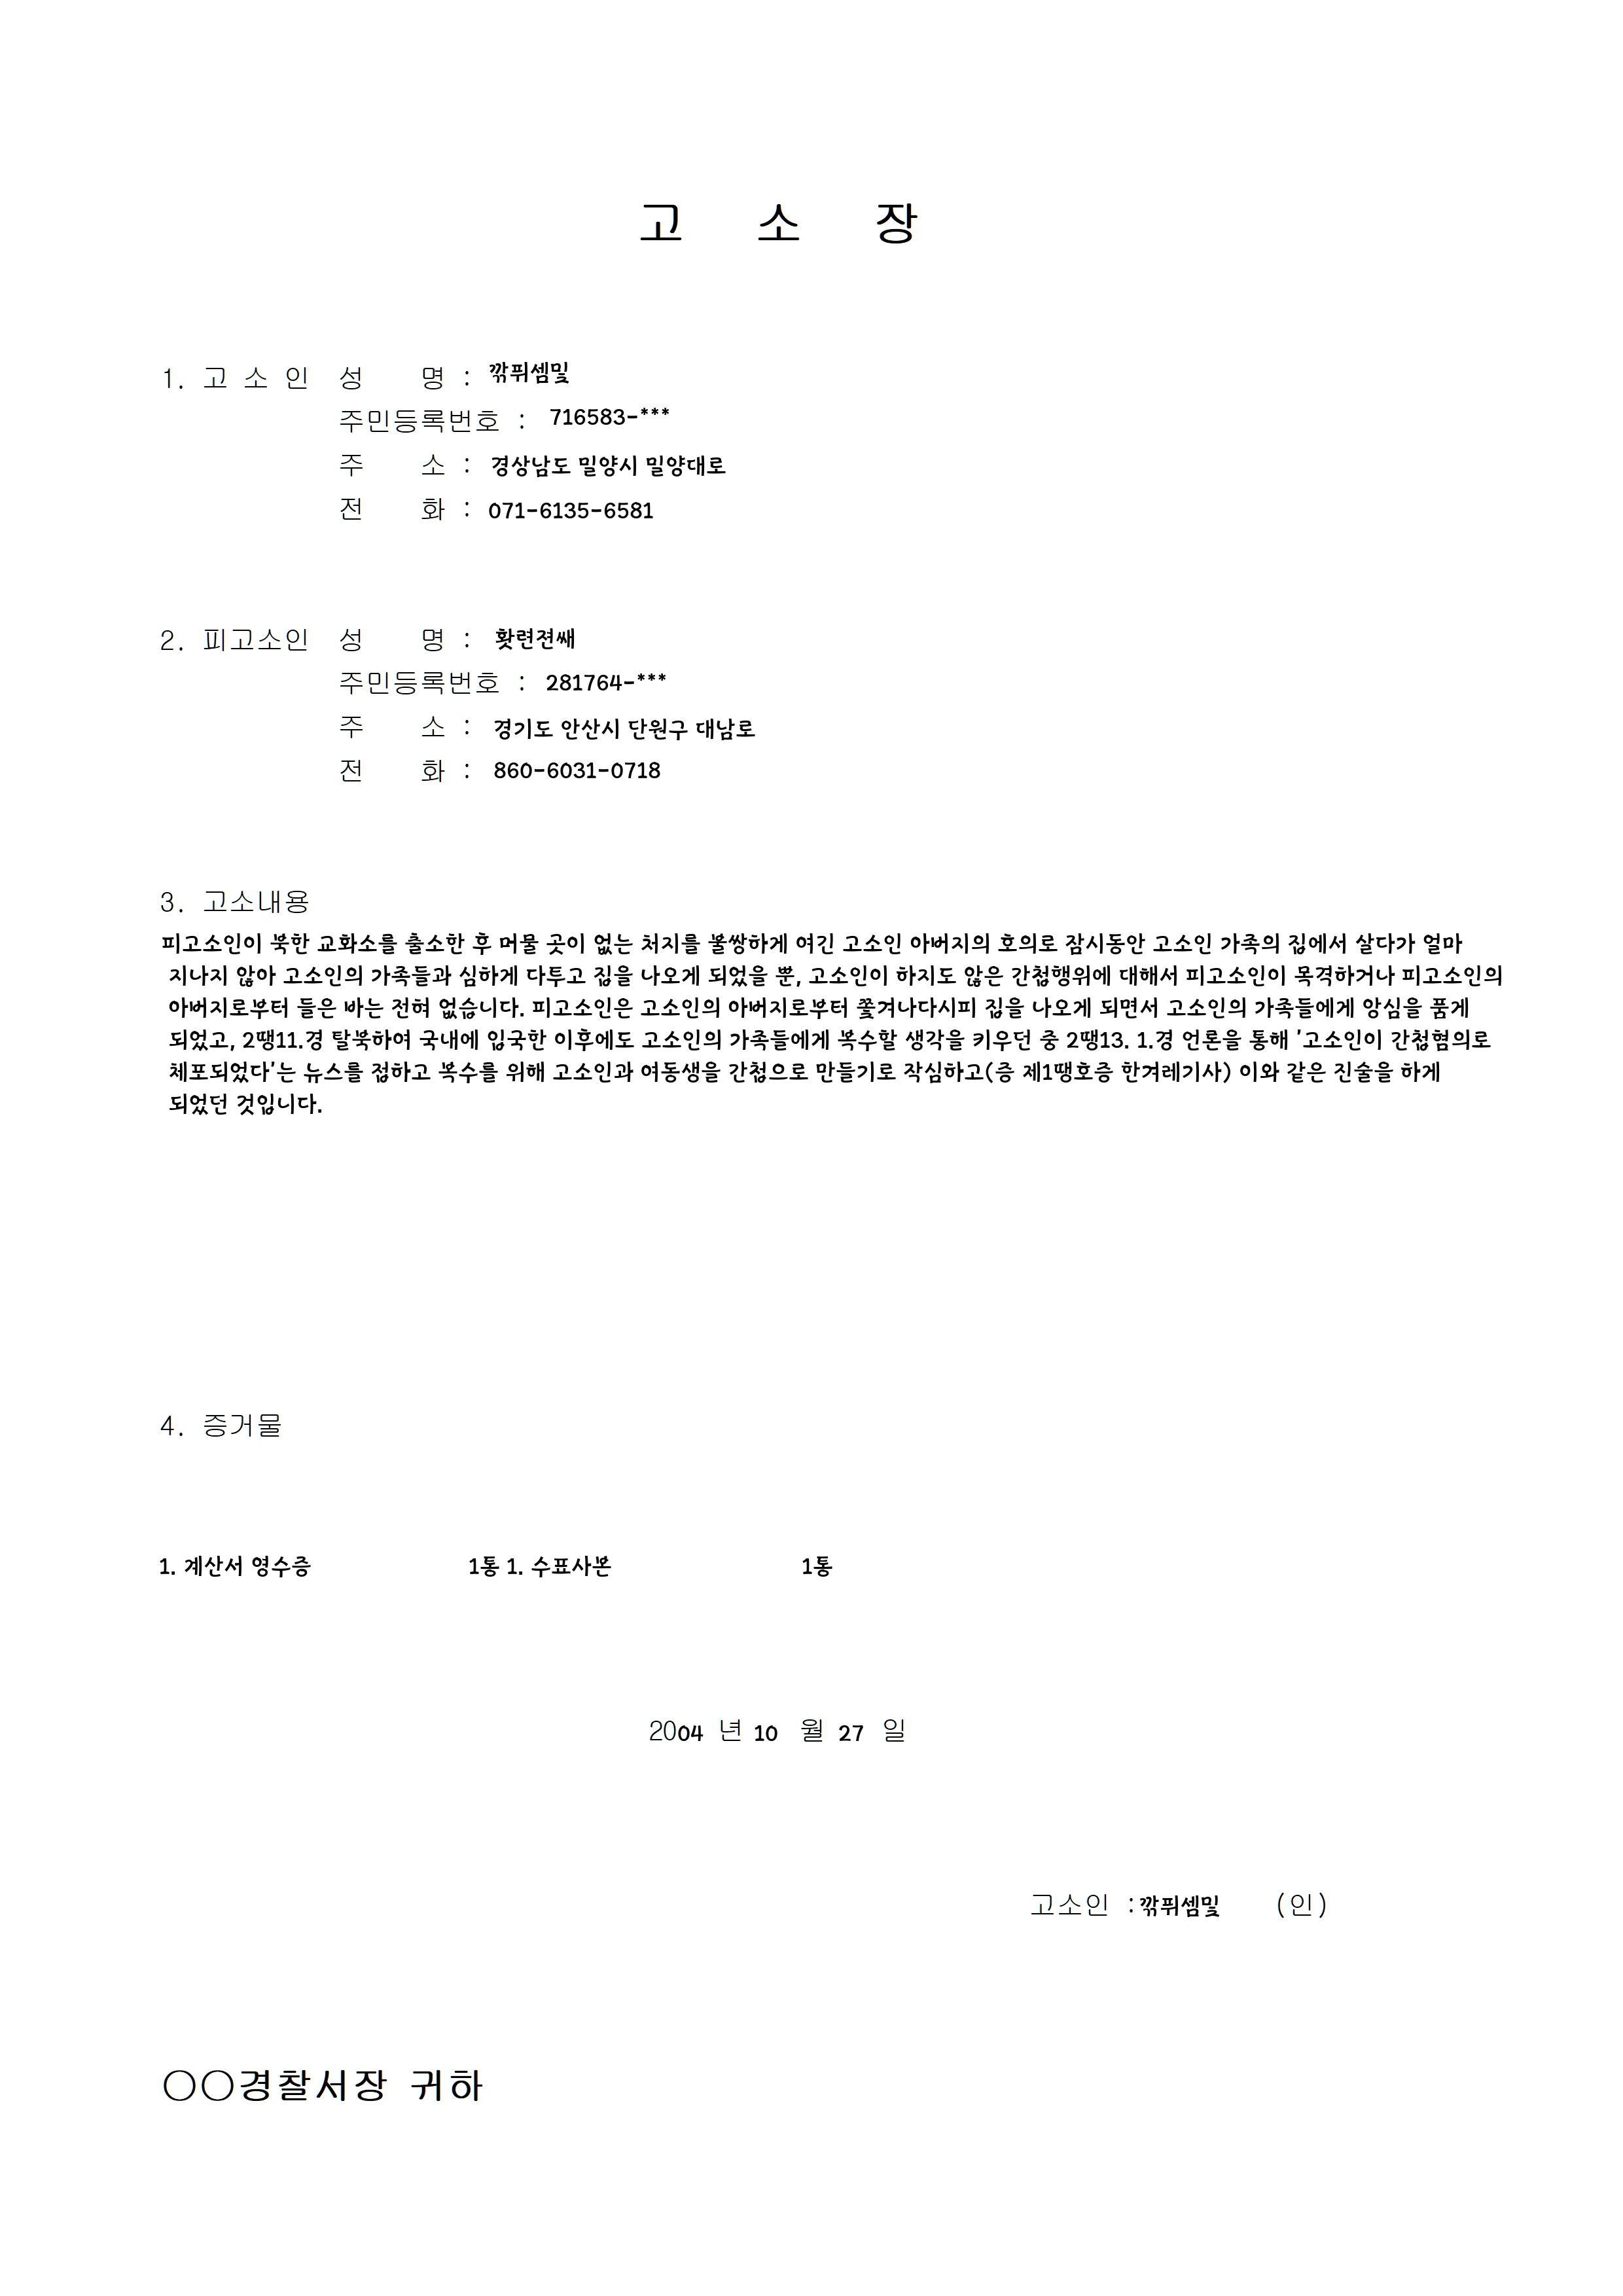 고 소 장
1. 고 소 인 성 명 : 깎퓌셈및
주민등록번호 : 716583-***
주 소 : 경상남도 밀양시 밀양대로
전 화 : 071-6135-6581
2. 피고소인 성 명 : 홧련젼쌔
주민등록번호 : 281764-***
주 소 : 경기도 안산시 단원구 대남로
전 화 : 860-6031-0718
3. 고소내용
피고소인이 북한 교화소를 출소한 후 머물 곳이 없는 처지를 불쌍하게 여긴 고소인 아버지의 호의로 잠시동안 고소인 가족의 집에서 살다가 얼마
지나지 않아 고소인의 가족들과 심하게 다투고 집을 나오게 되었을 뿐, 고소인이 하지도 않은 간첩행위에 대해서 피고소인이 목격하거나 피고소인의
아버지로부터 들은 바는 전혀 없습니다. 피고소인은 고소인의 아버지로부터 쫓겨나다시피 집을 나오게 되면서 고소인의 가족들에게 앙심을 품게
되었고, 2땡11.경 탈북하여 국내에 입국한 이후에도 고소인의 가족들에게 복수할 생각을 키우던 중 2땡13. 1.경 언론을 통해 '고소인이 간첩혐의로
체포되었다'는 뉴스를 접하고 복수를 위해 고소인과 여동생을 간첩으로 만들기로 작심하고(증 제1땡호증 한겨레기사) 이와 같은 진술을 하게
되었던 것입니다.
4. 증거물
1. 계산서 영수증 1통 1. 수표사본 1통
2004 년 10 월 27 일
고소인 : 깎퓌셈및 (인)
○○경찰서장 귀하